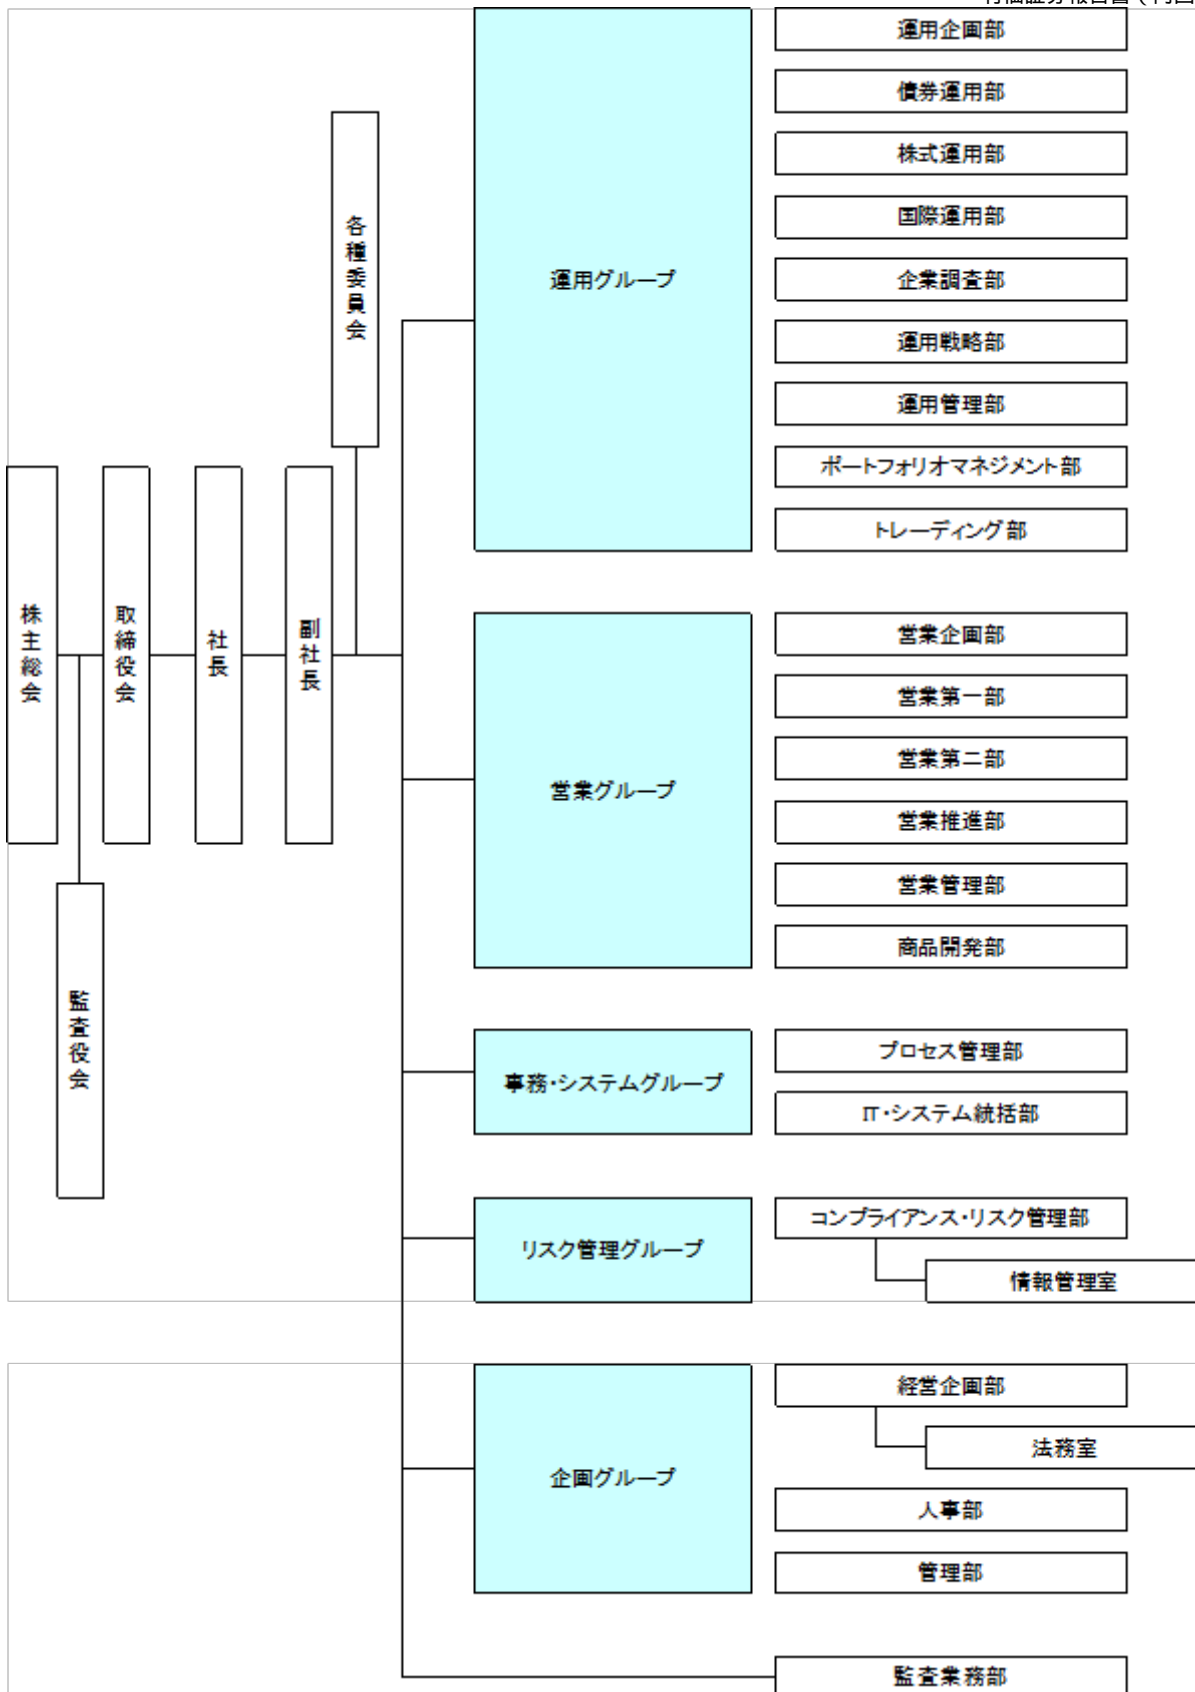 運用企画部
債券運用部
株式運用部
国際運用部
企業調査部
運用戦略部
運用管理部
ポートフォリオマネジメント部
トレーディング部
各種委員会
運用グループ
株主総会
取締役会
社長
副社長
監査役会
営業グループ
営業企画部
営業第一部
営業第二部
営業推進部
営業管理部
商品開発部
事務・システムグループ
プロセス管理部
IT・システム統括部
リスク管理グループ
コンプライアンス・リスク管理部
情報管理室
企画グループ
経営企画部
法務室
人事部
管理部
監査業務部